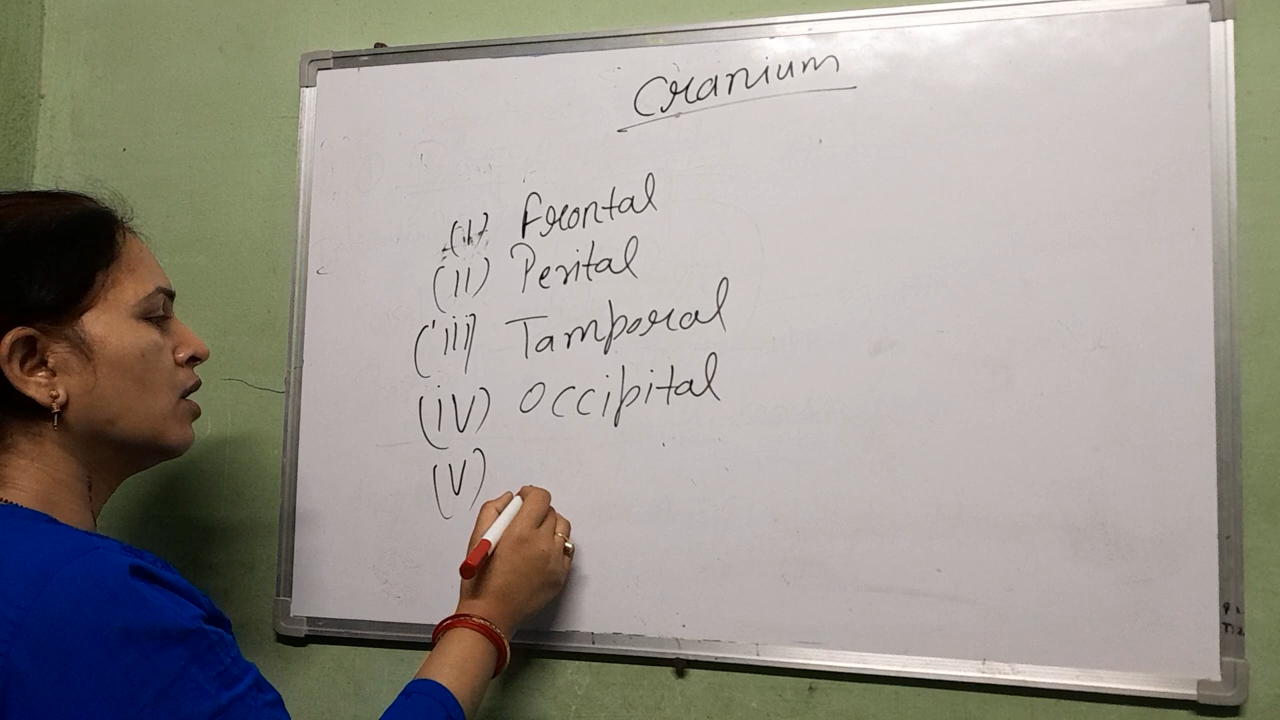 Cranium
(i) Frontal
(ii) Perital
(iii) Tamporal
(iv) Occipital
(v)